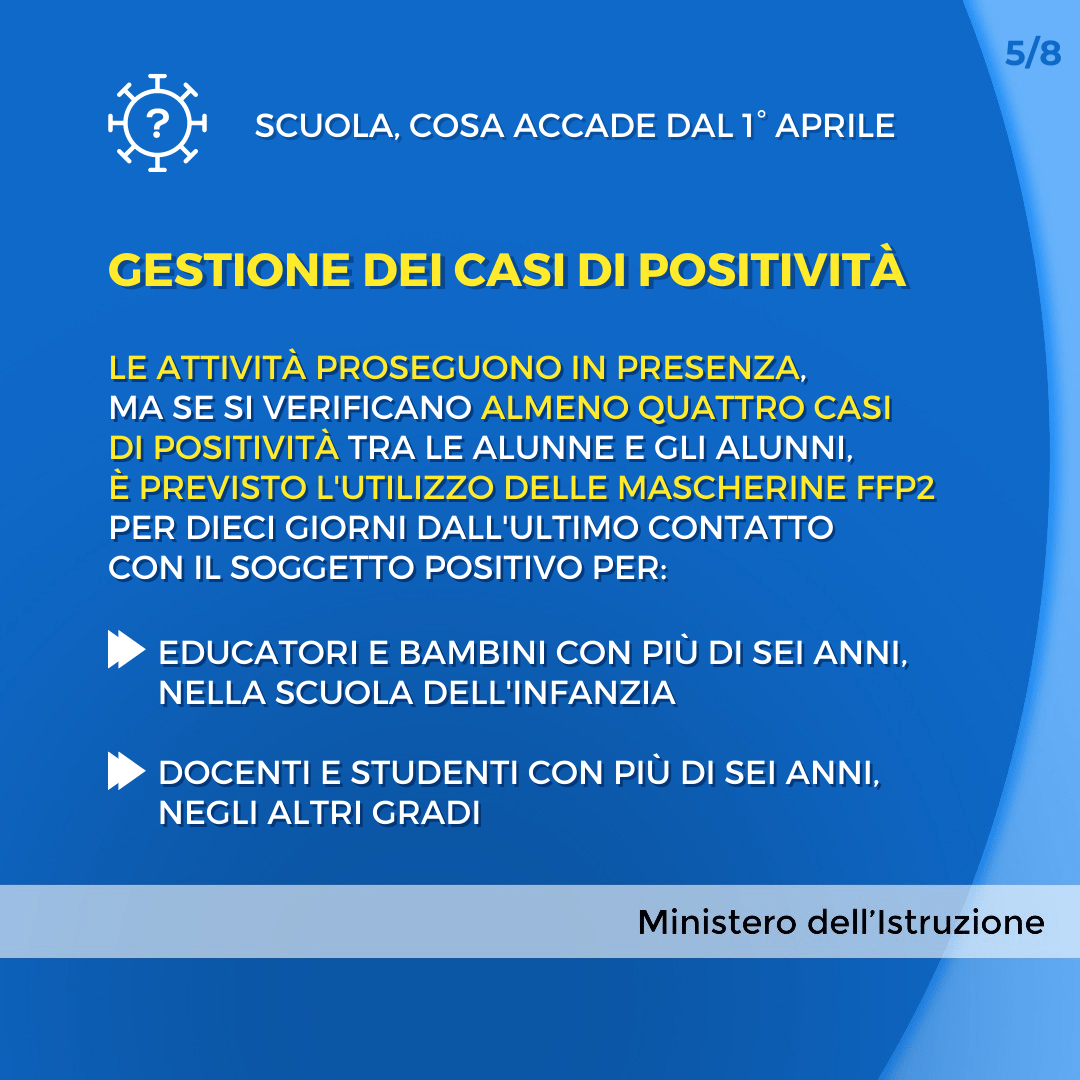 5/8
?
SCUOLA, COSA ACCADE DAL 1° APRILE
GESTIONE DEI CASI DI POSITIVITÀ
LE ATTIVITÀ PROSEGUONO IN PRESENZA,
MA SE SI VERIFICANO ALMENO QUATTRO CASI
DI POSITIVITÀ TRA LE ALUNNE E GLI ALUNNI,
È PREVISTO L'UTILIZZO DELLE MASCHERINE FFP2
PER DIECI GIORNI DALL'ULTIMO CONTATTO
CON IL SOGGETTO POSITIVO PER:
EDUCATORI E BAMBINI CON PIÙ DI SEI ANNI,
NELLA SCUOLA DELL'INFANZIA
DOCENTI E STUDENTI CON PIÙ DI SEI ANNI,
NEGLI ALTRI GRADI
Ministero dell’Istruzione